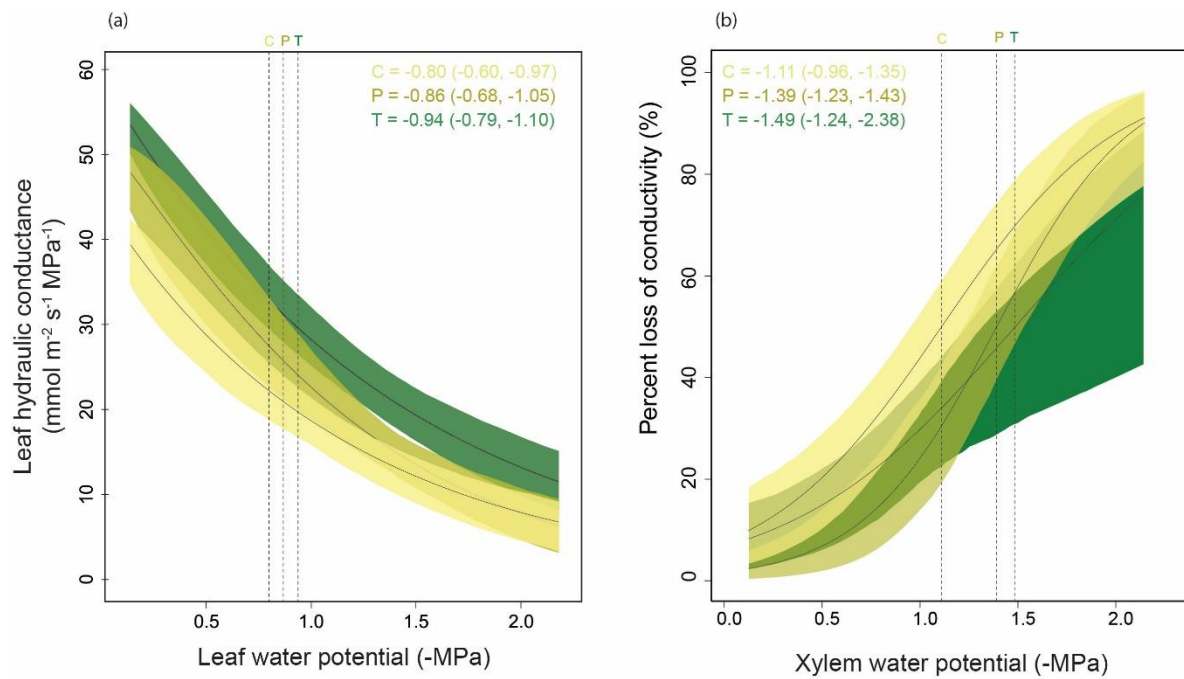 (a)
C P T
C = -0.80 (-0.60, -0.97)
P = -0.86 (-0.68, -1.05)
T = -0.94 (-0.79, -1.10)
Leaf hydraulic conductance
(mmol m⁻² s⁻¹ MPa⁻¹)
60
50
40
30
20
10
0
0.5 1.0 1.5 2.0
Leaf water potential (-MPa)
(b)
C P T
C = -1.11 (-0.96, -1.35)
P = -1.39 (-1.23, -1.43)
T = -1.49 (-1.24, -2.38)
Percent loss of conductivity (%)
100
80
60
40
20
0
0.0 0.5 1.0 1.5 2.0
Xylem water potential (-MPa)